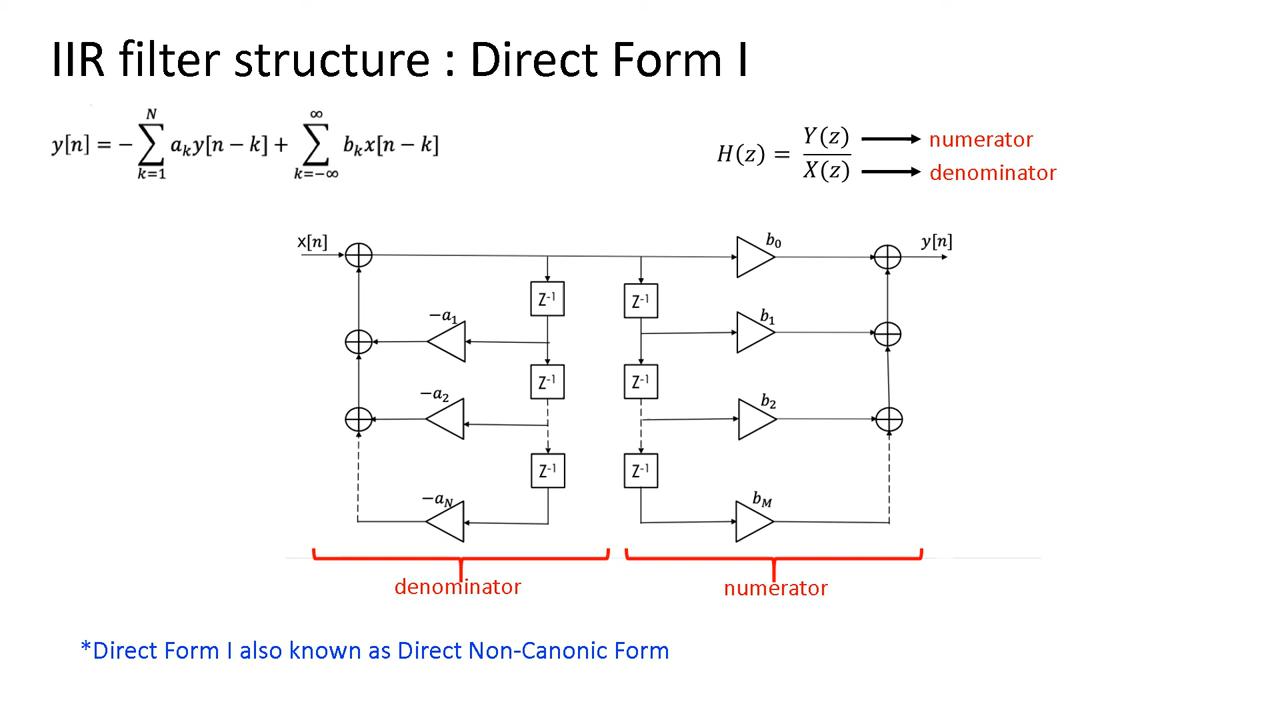 IIR filter structure : Direct Form I
y[n] = −∑_{k=1}^{N} a_k y[n − k] + ∑_{k=−∞}^{∞} b_k x[n − k]
H(z) = Y(z) / X(z)
numerator
denominator
x[n]
b₀
y[n]
Z⁻¹
Z⁻¹
−a₁
b₁
Z⁻¹
Z⁻¹
−a₂
b₂
Z⁻¹
Z⁻¹
−a_N
b_M
denominator
numerator
*Direct Form I also known as Direct Non-Canonic Form